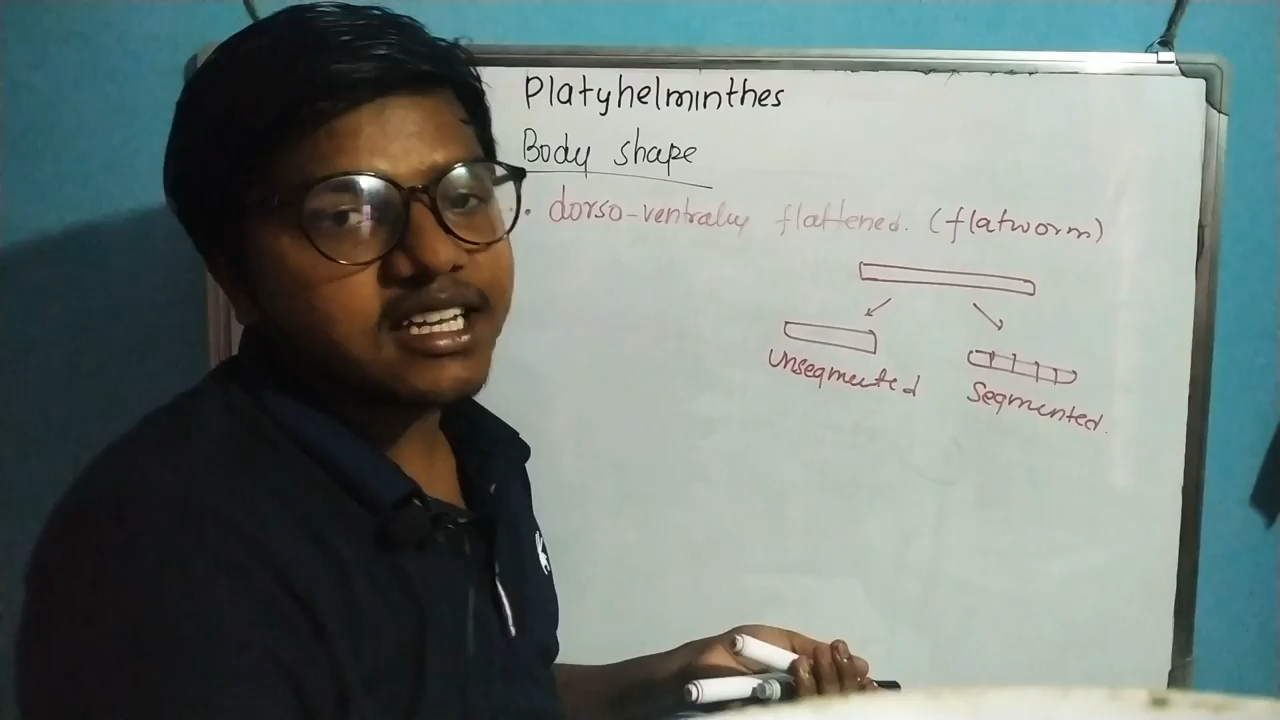 Platyhelminthes
Body shape
. dorso-ventraly flattened. (flatworm)
Unsegmented
Segmented.